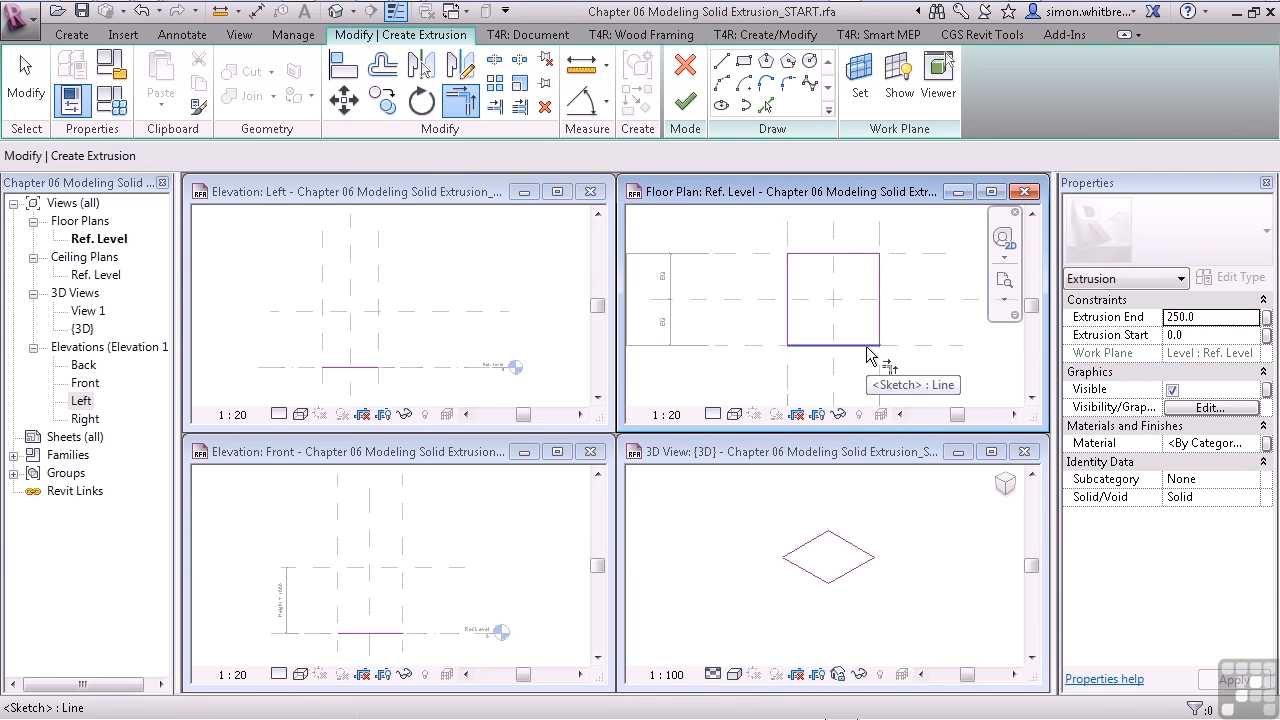 Chapter 06 Modeling Solid Extrusion_START.rfa
simon.whitbre...
Create
Insert
Annotate
View
Manage
Modify | Create Extrusion
T4R: Document
T4R: Wood Framing
T4R: Create/Modify
T4R: Smart MEP
CGS Revit Tools
Add-Ins
Modify
Paste
Cut
Join
Set
Show
Viewer
Select
Properties
Clipboard
Geometry
Modify
Measure
Create
Mode
Draw
Work Plane
Modify | Create Extrusion
Chapter 06 Modeling Solid ...
Views (all)
Floor Plans
Ref. Level
Ceiling Plans
Ref. Level
3D Views
View 1
{3D}
Elevations (Elevation 1
Back
Front
Left
Right
Sheets (all)
Families
Groups
Revit Links
Elevation: Left - Chapter 06 Modeling Solid Extrusion_...
Ref. Level
1 : 20
Floor Plan: Ref. Level - Chapter 06 Modeling Solid Extr...
2D
<Sketch> : Line
1 : 20
Elevation: Front - Chapter 06 Modeling Solid Extrusion...
Ref. Level
1 : 20
3D View: {3D} - Chapter 06 Modeling Solid Extrusion_S...
1 : 100
Properties
Extrusion
Edit Type
Constraints
Extrusion End 250.0
Extrusion Start 0.0
Work Plane Level : Ref. Level
Graphics
Visible
Visibility/Grap... Edit...
Materials and Finishes
Material <By Categor...
Identity Data
Subcategory None
Solid/Void Solid
Properties help
Apply
<Sketch> : Line
:0